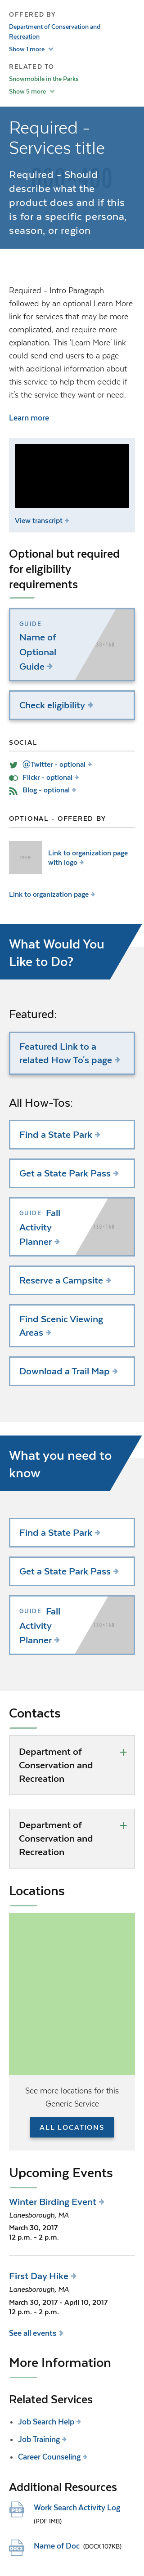 OFFERED BY
Department of Conservation and
Recreation
Show 1 more
RELATED TO
Snowmobile in the Parks
Show 5 more
Required -
Services title
Required - Should
describe what the
product does and if this
is for a specific persona,
season, or region
Required - Intro Paragraph
followed by an optional Learn More
link for services that may be more
complicated, and require more
explanation. This 'Learn More' link
could send end users to a page
with additional information about
this service to help them decide if
it's the service they're looking for.
Learn more
View transcript
Optional but required
for eligibility
requirements
GUIDE:
Name of
Optional
Guide
Check eligibility
SOCIAL
@Twitter - optional
Flickr - optional
Blog - optional
OPTIONAL - OFFERED BY
Link to organization page
with logo
Link to organization page
What Would You
Like to Do?
Featured:
Featured Link to a
related How To's page
All How-Tos:
Find a State Park
Get a State Park Pass
GUIDE: Fall
Activity
Planner
Reserve a Campsite
Find Scenic Viewing
Areas
Download a Trail Map
What you need to
know
Find a State Park
Get a State Park Pass
GUIDE: Fall
Activity
Planner
Contacts
Department of
Conservation and
Recreation
Department of
Conservation and
Recreation
Locations
See more locations for this
Generic Service
ALL LOCATIONS
Upcoming Events
Winter Birding Event
Lanesborough, MA
March 30, 2017
12 p.m. - 2 p.m.
First Day Hike
Lanesborough, MA
March 30, 2017 - April 10, 2017
12 p.m. - 2 p.m.
See all events
More Information
Related Services
Job Search Help
Job Training
Career Counseling
Additional Resources
PDF Work Search Activity Log
(PDF 1MB)
DOCX Name of Doc (DOCX 107KB)